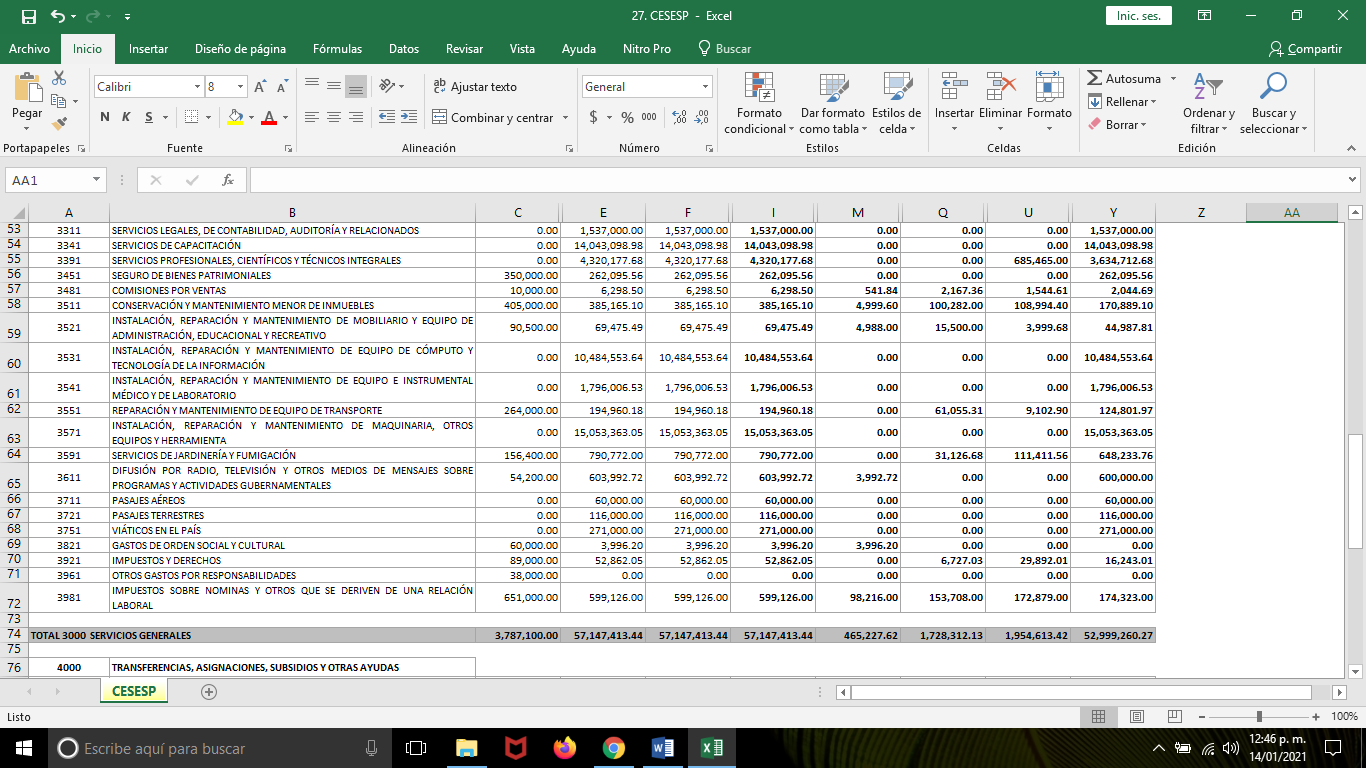 27. CESESP - Excel
Inic. ses.
Archivo Inicio Insertar Diseño de página Fórmulas Datos Revisar Vista Ayuda Nitro Pro Buscar Compartir
Pegar
Calibri 8
N K S
Ajustar texto
Combinar y centrar
General
$ % 000
Formato condicional
Dar formato como tabla
Estilos de celda
Insertar Eliminar Formato
Autosuma
Rellenar
Borrar
Ordenar y filtrar
Buscar y seleccionar
Portapapeles Fuente Alineación Número Estilos Celdas Edición
AA1 fx
A B C E F I M Q U Y Z AA
53 3311 SERVICIOS LEGALES, DE CONTABILIDAD, AUDITORÍA Y RELACIONADOS 0.00 1,537,000.00 1,537,000.00 1,537,000.00 0.00 0.00 0.00 1,537,000.00
54 3341 SERVICIOS DE CAPACITACIÓN 0.00 14,043,098.98 14,043,098.98 14,043,098.98 0.00 0.00 0.00 14,043,098.98
55 3391 SERVICIOS PROFESIONALES, CIENTÍFICOS Y TÉCNICOS INTEGRALES 0.00 4,320,177.68 4,320,177.68 4,320,177.68 0.00 0.00 685,465.00 3,634,712.68
56 3451 SEGURO DE BIENES PATRIMONIALES 350,000.00 262,095.56 262,095.56 262,095.56 0.00 0.00 0.00 262,095.56
57 3481 COMISIONES POR VENTAS 10,000.00 6,298.50 6,298.50 6,298.50 541.84 2,167.36 1,544.61 2,044.69
58 3511 CONSERVACIÓN Y MANTENIMIENTO MENOR DE INMUEBLES 405,000.00 385,165.10 385,165.10 385,165.10 4,999.60 100,282.00 108,994.40 170,889.10
59 3521 INSTALACIÓN, REPARACIÓN Y MANTENIMIENTO DE MOBILIARIO Y EQUIPO DE
ADMINISTRACIÓN, EDUCACIONAL Y RECREATIVO 90,500.00 69,475.49 69,475.49 69,475.49 4,988.00 15,500.00 3,999.68 44,987.81
60 3531 INSTALACIÓN, REPARACIÓN Y MANTENIMIENTO DE EQUIPO DE CÓMPUTO Y
TECNOLOGÍA DE LA INFORMACIÓN 0.00 10,484,553.64 10,484,553.64 10,484,553.64 0.00 0.00 0.00 10,484,553.64
61 3541 INSTALACIÓN, REPARACIÓN Y MANTENIMIENTO DE EQUIPO E INSTRUMENTAL
MÉDICO Y DE LABORATORIO 0.00 1,796,006.53 1,796,006.53 1,796,006.53 0.00 0.00 0.00 1,796,006.53
62 3551 REPARACIÓN Y MANTENIMIENTO DE EQUIPO DE TRANSPORTE 264,000.00 194,960.18 194,960.18 194,960.18 0.00 61,055.31 9,102.90 124,801.97
63 3571 INSTALACIÓN, REPARACIÓN Y MANTENIMIENTO DE MAQUINARIA, OTROS
EQUIPOS Y HERRAMIENTA 0.00 15,053,363.05 15,053,363.05 15,053,363.05 0.00 0.00 0.00 15,053,363.05
64 3591 SERVICIOS DE JARDINERÍA Y FUMIGACIÓN 156,400.00 790,772.00 790,772.00 790,772.00 0.00 31,126.68 111,411.56 648,233.76
65 3611 DIFUSIÓN POR RADIO, TELEVISIÓN Y OTROS MEDIOS DE MENSAJES SOBRE
PROGRAMAS Y ACTIVIDADES GUBERNAMENTALES 54,200.00 603,992.72 603,992.72 603,992.72 3,992.72 0.00 0.00 600,000.00
66 3711 PASAJES AÉREOS 0.00 60,000.00 60,000.00 60,000.00 0.00 0.00 0.00 60,000.00
67 3721 PASAJES TERRESTRES 0.00 116,000.00 116,000.00 116,000.00 0.00 0.00 0.00 116,000.00
68 3751 VIÁTICOS EN EL PAÍS 0.00 271,000.00 271,000.00 271,000.00 0.00 0.00 0.00 271,000.00
69 3821 GASTOS DE ORDEN SOCIAL Y CULTURAL 60,000.00 3,996.20 3,996.20 3,996.20 3,996.20 0.00 0.00 0.00
70 3921 IMPUESTOS Y DERECHOS 89,000.00 52,862.05 52,862.05 52,862.05 0.00 6,727.03 29,892.01 16,243.01
71 3961 OTROS GASTOS POR RESPONSABILIDADES 38,000.00 0.00 0.00 0.00 0.00 0.00 0.00 0.00
72 3981 IMPUESTOS SOBRE NOMINAS Y OTROS QUE SE DERIVEN DE UNA RELACIÓN
LABORAL 651,000.00 599,126.00 599,126.00 599,126.00 98,216.00 153,708.00 172,879.00 174,323.00
73
74 TOTAL 3000 SERVICIOS GENERALES 3,787,100.00 57,147,413.44 57,147,413.44 57,147,413.44 465,227.62 1,728,312.13 1,954,613.42 52,999,260.27
75
76 4000 TRANSFERENCIAS, ASIGNACIONES, SUBSIDIOS Y OTRAS AYUDAS
CESESP
Listo 100%
Escribe aquí para buscar
12:46 p. m.
14/01/2021